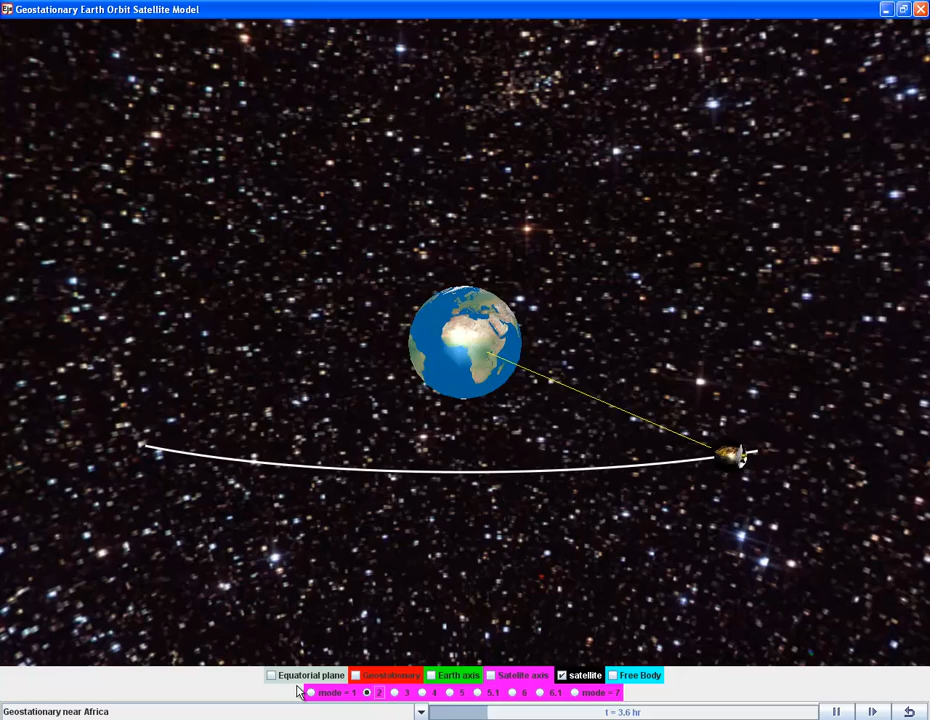 Geostationary Earth Orbit Satellite Model
Equatorial plane Geostationary Earth axis Satellite axis satellite Free Body
mode = 1 2 3 4 5 5.1 6 6.1 mode = 7
Geostationary near Africa t = 3.6 hr